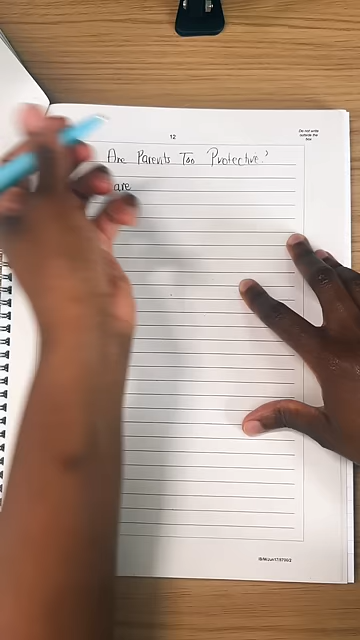 12
Do not write
outside the
box
Are Parents Too 'Protective.'
are
IB/M/Jun17/8700/2